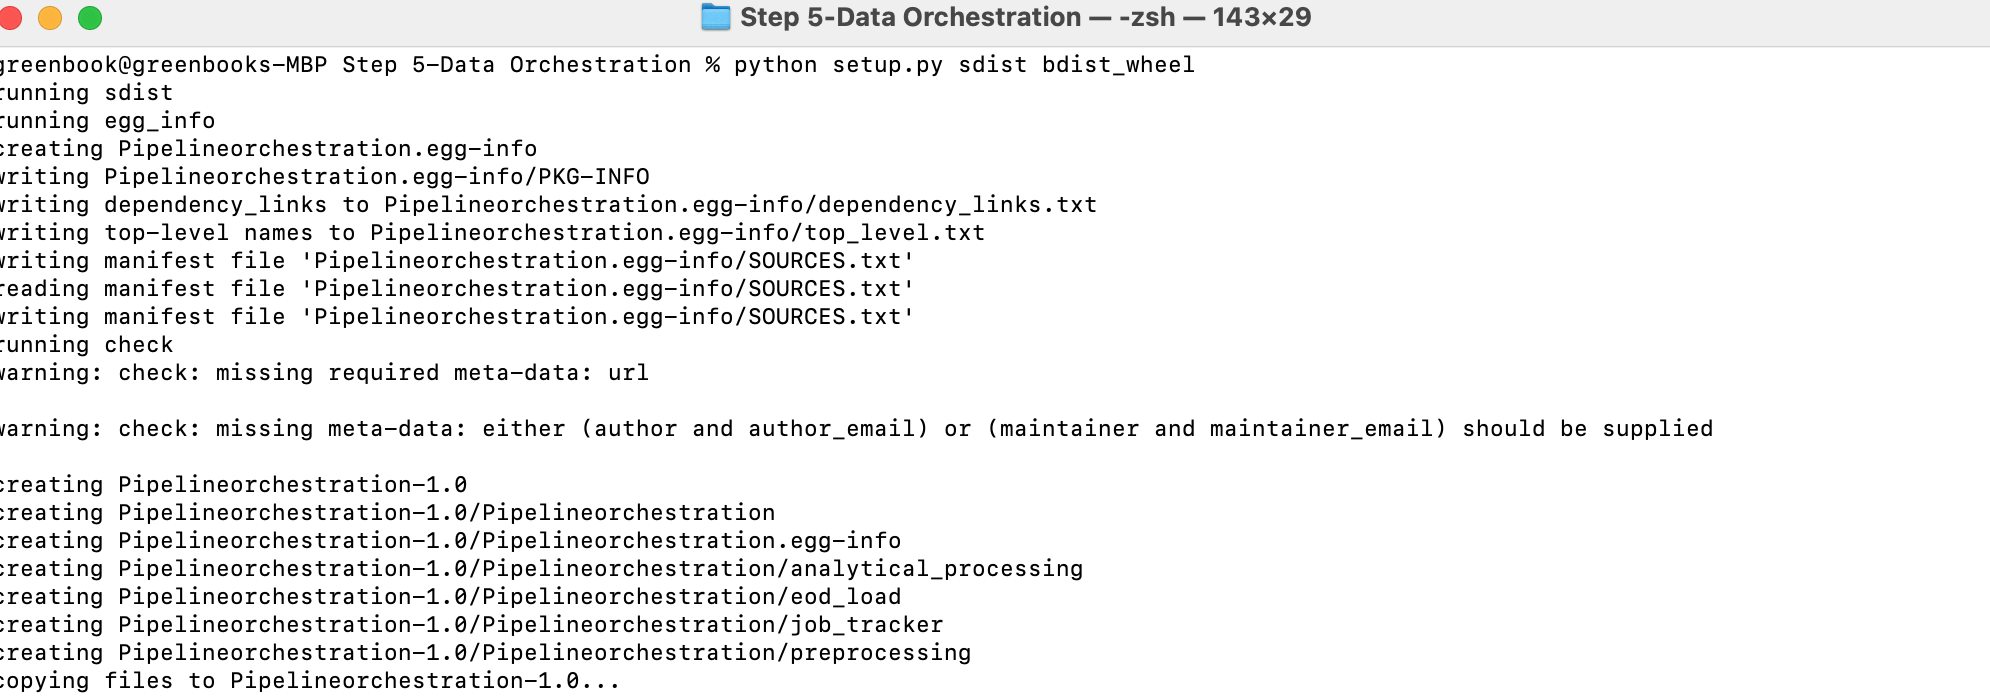 Step 5-Data Orchestration — -zsh — 143×29
greenbook@greenbooks-MBP Step 5-Data Orchestration % python setup.py sdist bdist_wheel
running sdist
running egg_info
creating Pipelineorchestration.egg-info
writing Pipelineorchestration.egg-info/PKG-INFO
writing dependency_links to Pipelineorchestration.egg-info/dependency_links.txt
writing top-level names to Pipelineorchestration.egg-info/top_level.txt
writing manifest file 'Pipelineorchestration.egg-info/SOURCES.txt'
reading manifest file 'Pipelineorchestration.egg-info/SOURCES.txt'
writing manifest file 'Pipelineorchestration.egg-info/SOURCES.txt'
running check
warning: check: missing required meta-data: url
warning: check: missing meta-data: either (author and author_email) or (maintainer and maintainer_email) should be supplied
creating Pipelineorchestration-1.0
creating Pipelineorchestration-1.0/Pipelineorchestration
creating Pipelineorchestration-1.0/Pipelineorchestration.egg-info
creating Pipelineorchestration-1.0/Pipelineorchestration/analytical_processing
creating Pipelineorchestration-1.0/Pipelineorchestration/eod_load
creating Pipelineorchestration-1.0/Pipelineorchestration/job_tracker
creating Pipelineorchestration-1.0/Pipelineorchestration/preprocessing
copying files to Pipelineorchestration-1.0...